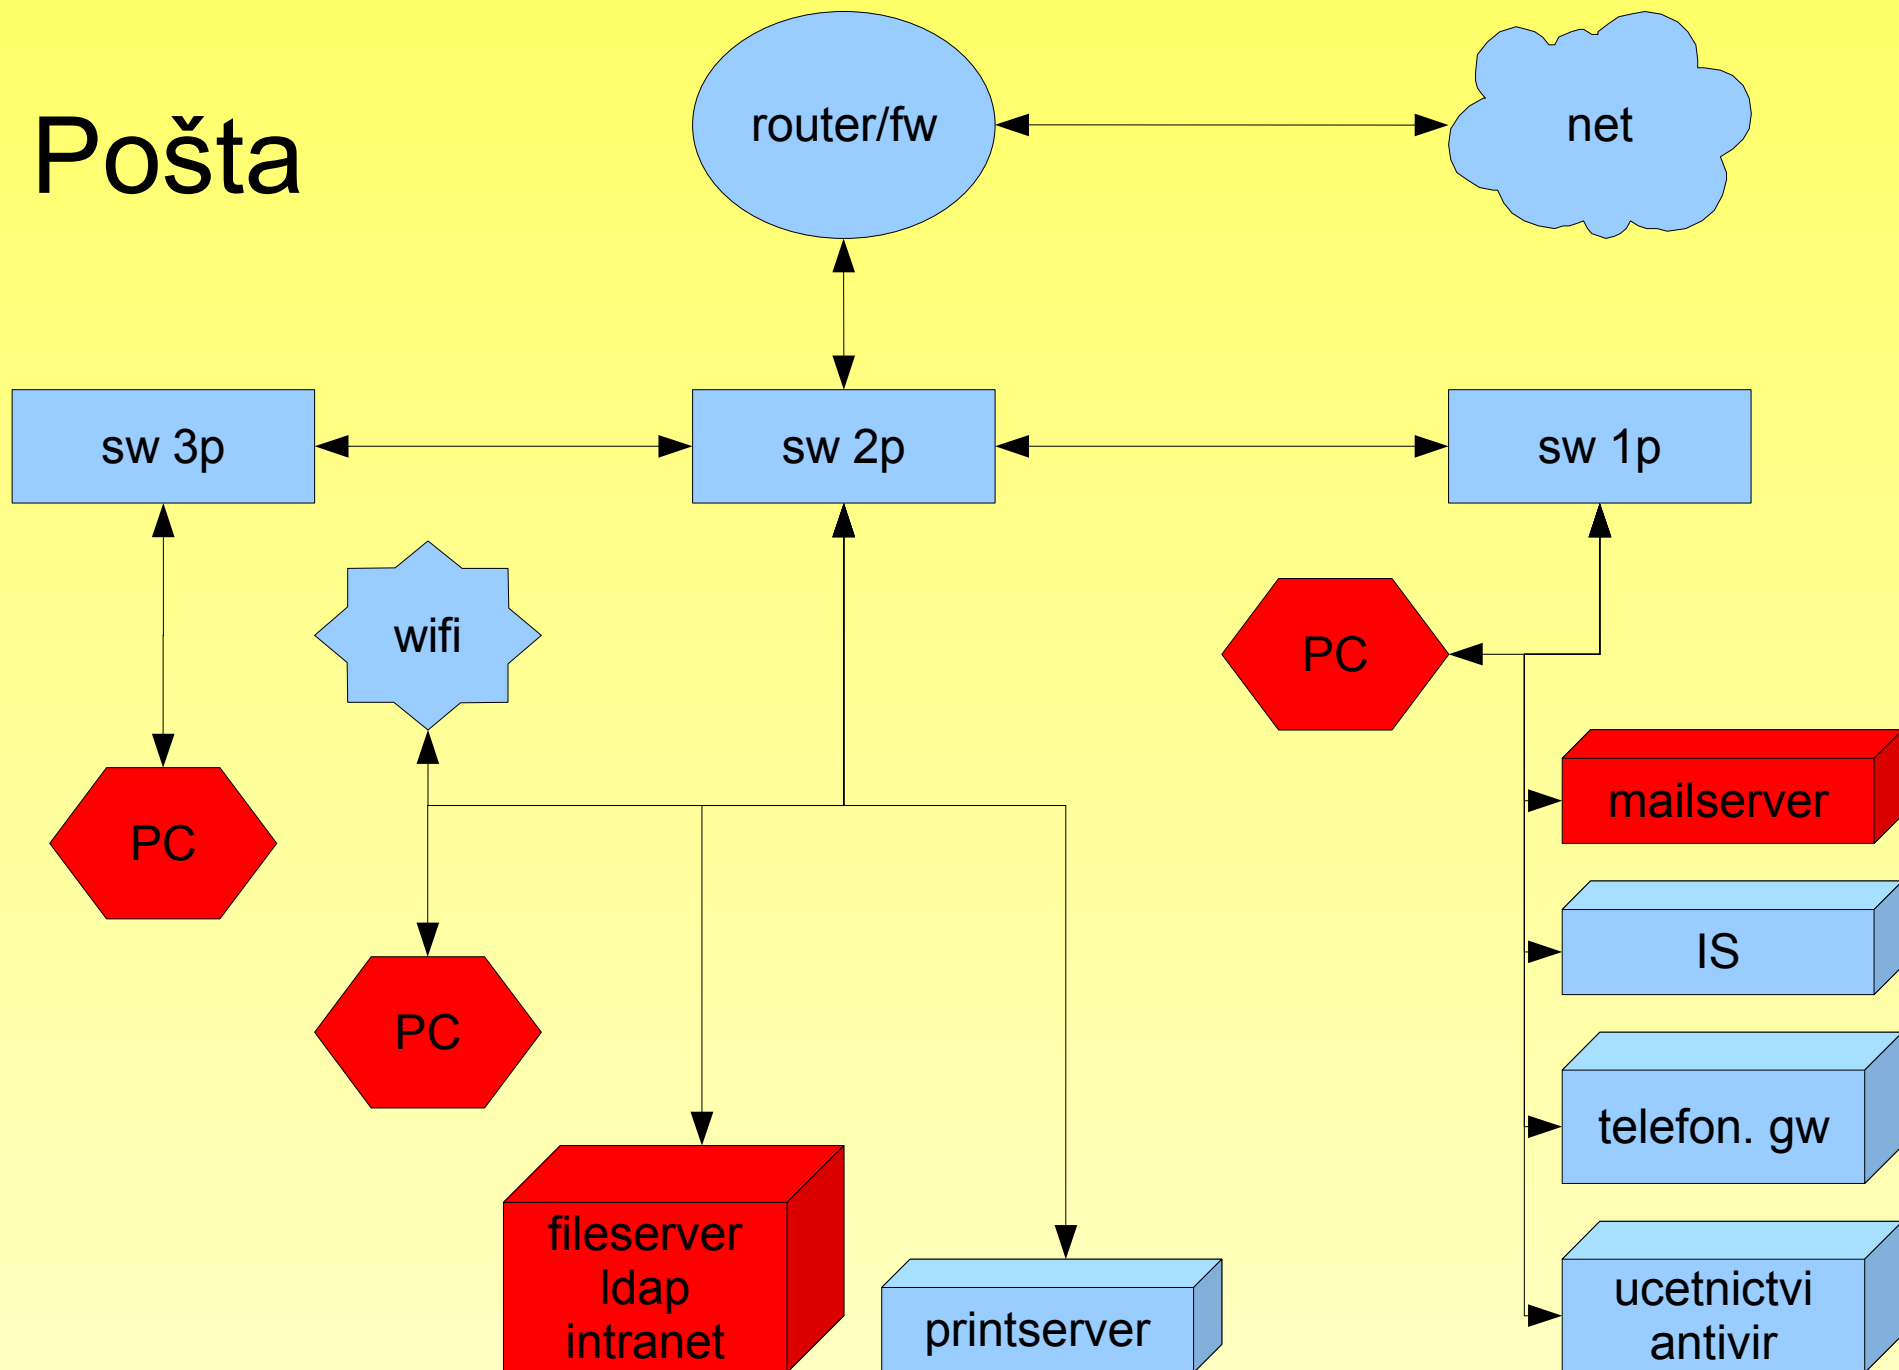 Pošta
router/fw
net
sw 3p
sw 2p
sw 1p
wifi
PC
PC
mailserver
PC
IS
telefon. gw
fileserver
ldap
intranet
printserver
ucetnictvi
antivir